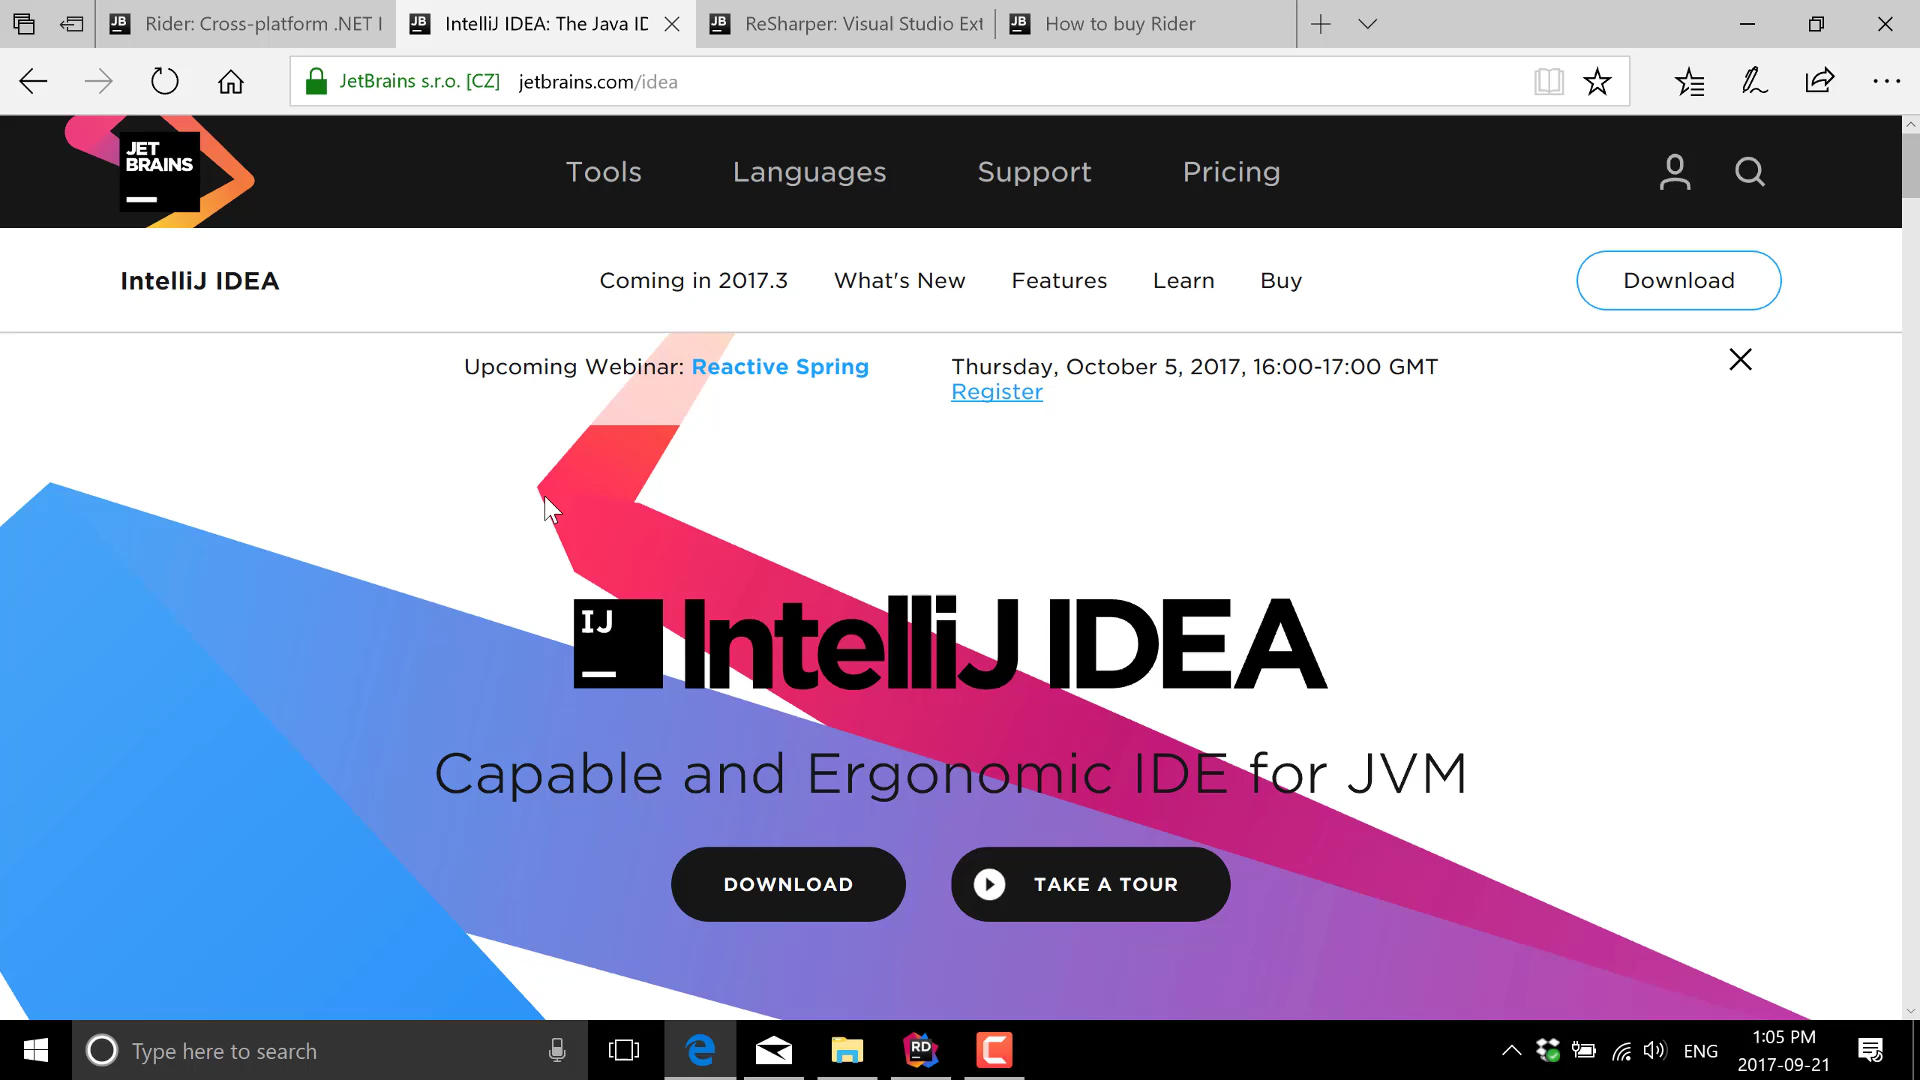 Rider: Cross-platform .NET I
IntelliJ IDEA: The Java ID
ReSharper: Visual Studio Ext
How to buy Rider
JetBrains s.r.o. [CZ]
jetbrains.com/idea
JET
BRAINS
Tools
Languages
Support
Pricing
IntelliJ IDEA
Coming in 2017.3
What's New
Features
Learn
Buy
Download
Upcoming Webinar: Reactive Spring
Thursday, October 5, 2017, 16:00-17:00 GMT
Register
IJ
IntelliJ IDEA
Capable and Ergonomic IDE for JVM
DOWNLOAD
TAKE A TOUR
Type here to search
RD
ENG
1:05 PM
2017-09-21